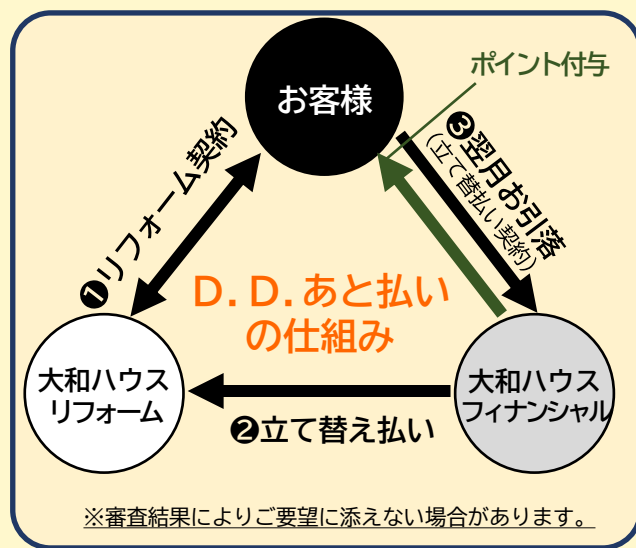 お客様
ポイント付与
❶リフォーム契約
❸翌月お引落
(立て替払い契約)
D.D.あと払い
の仕組み
大和ハウス
リフォーム
大和ハウス
フィナンシャル
❷立て替え払い
※審査結果によりご要望に添えない場合があります。